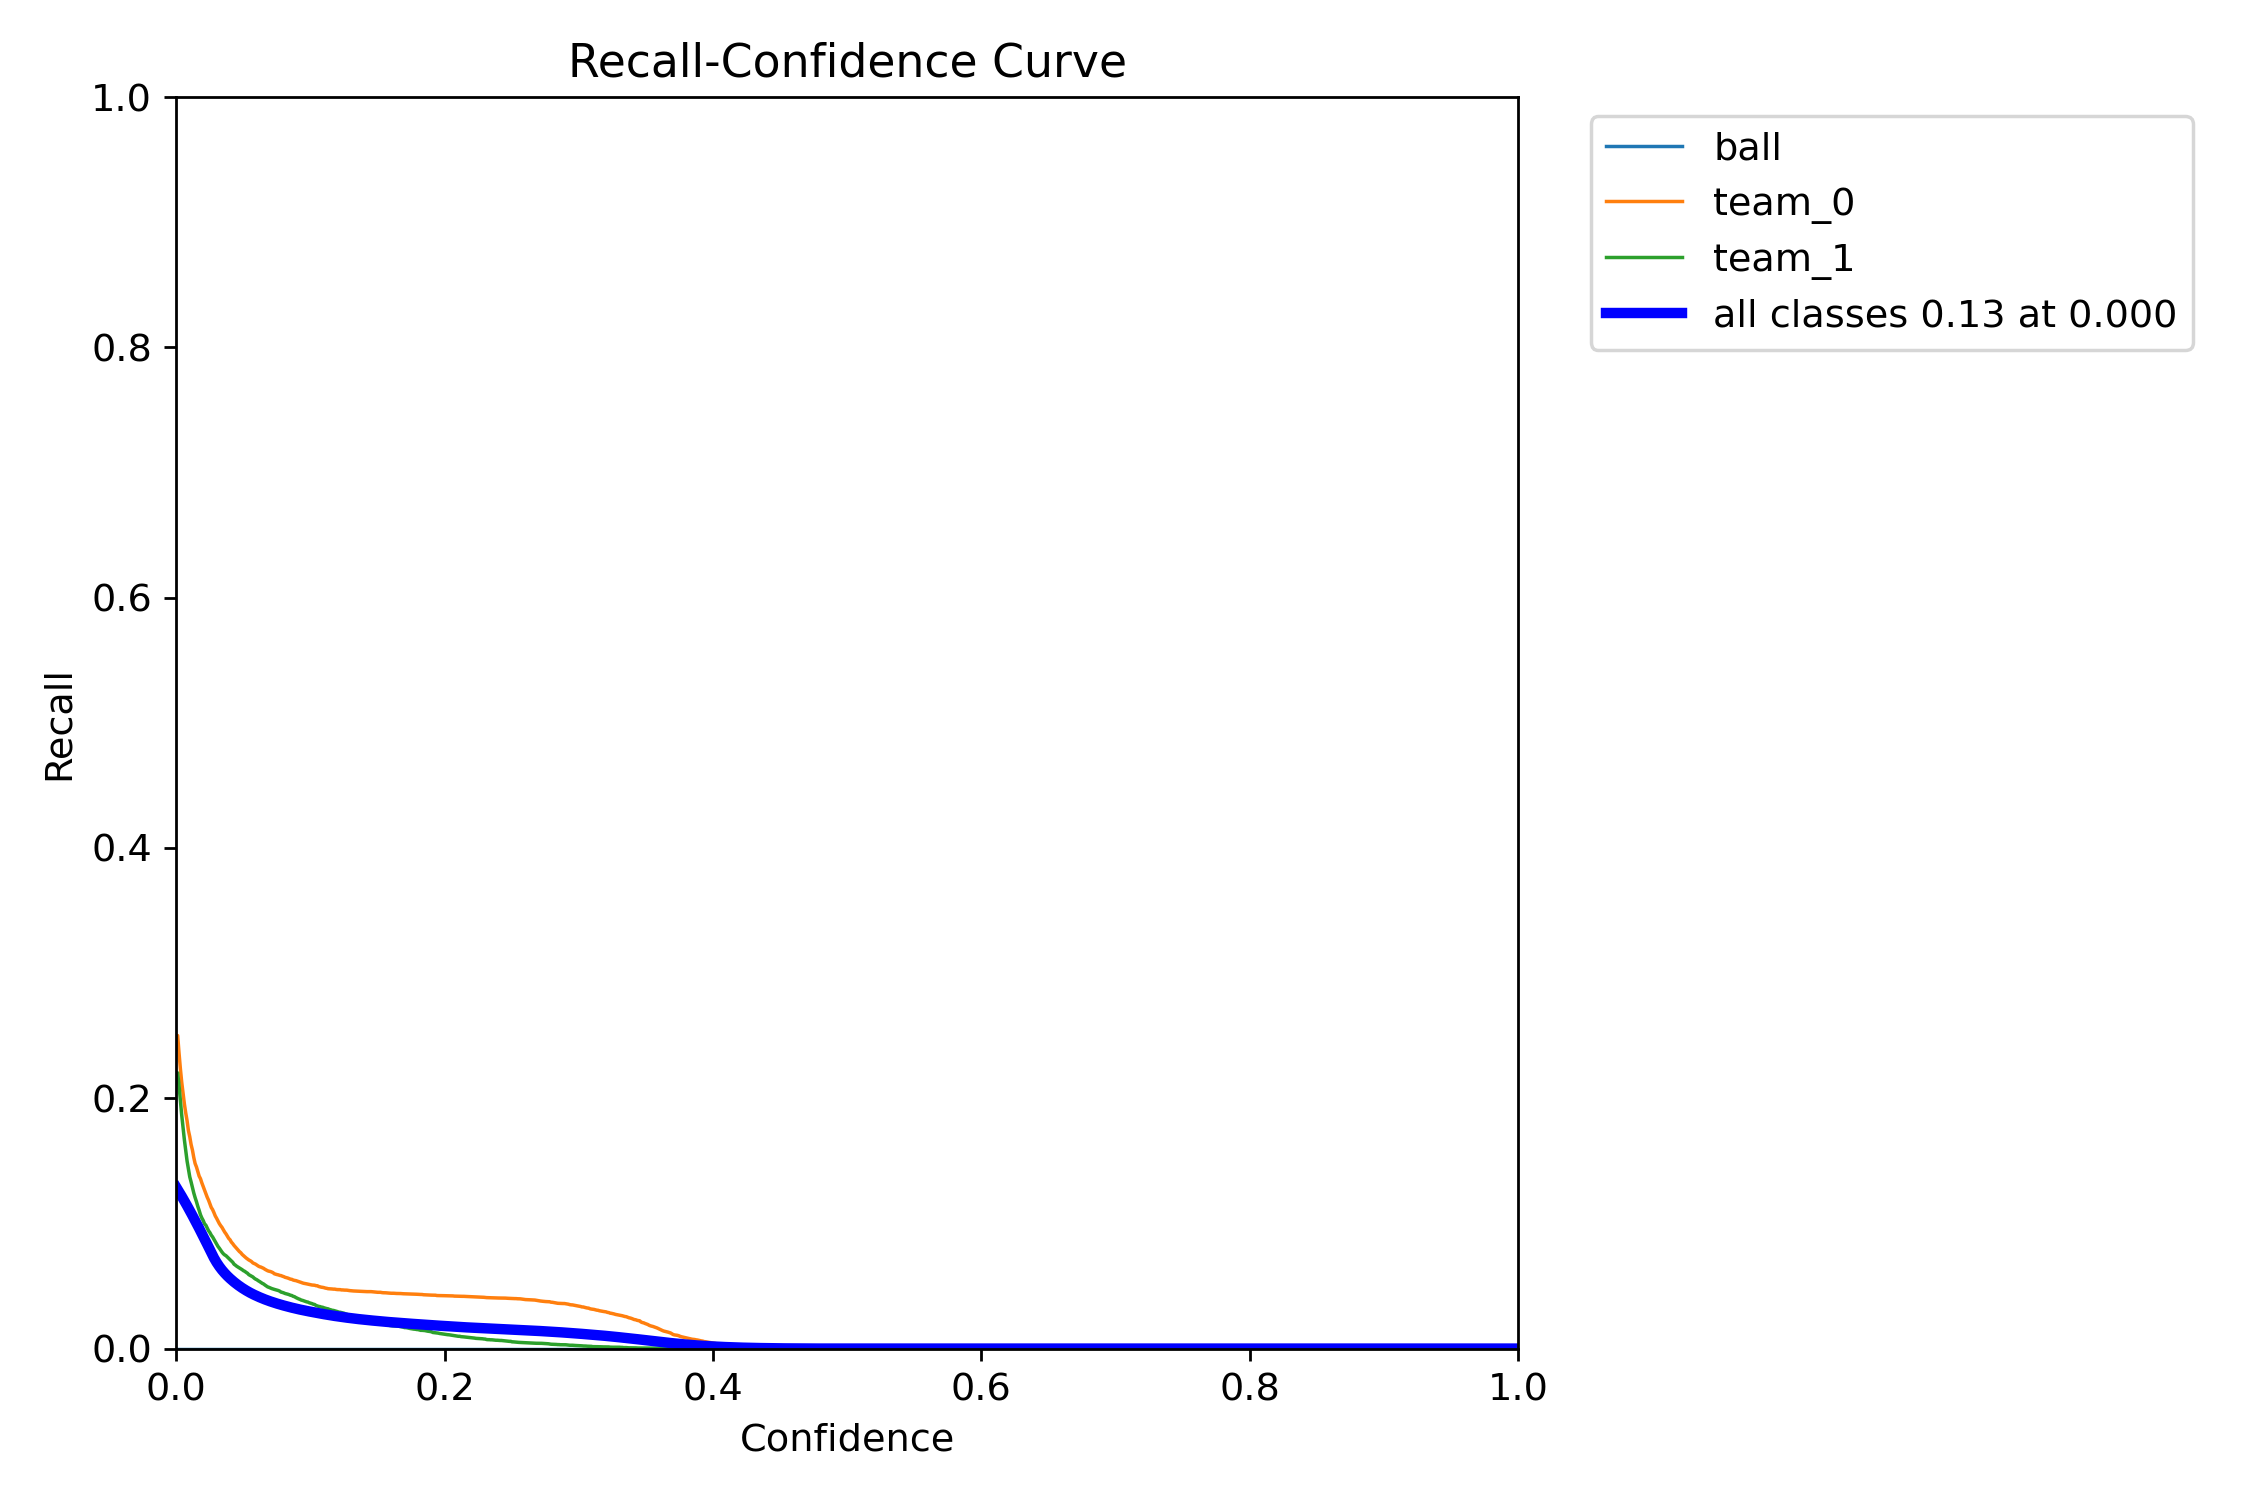 Recall-Confidence Curve
1.0
0.8
0.6
0.4
0.2
0.0
Recall
0.0 0.2 0.4 0.6 0.8 1.0
Confidence
ball
team_0
team_1
all classes 0.13 at 0.000